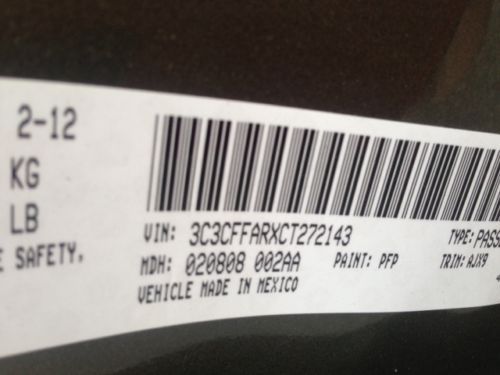 2-12
KG
LB
SAFETY,
VIN: 3C3CFFARXCT272143
TYPE: PASS
MDH: 020808 002AA PAINT: PFP TRIM: AJX9
VEHICLE MADE IN MEXICO